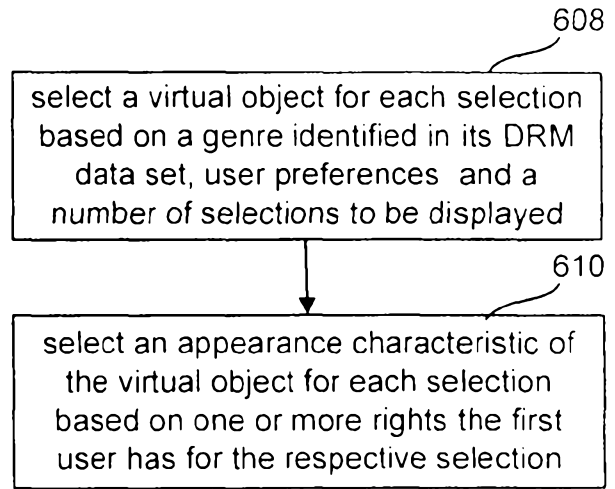 608
select a virtual object for each selection
based on a genre identified in its DRM
data set, user preferences and a
number of selections to be displayed
610
select an appearance characteristic of
the virtual object for each selection
based on one or more rights the first
user has for the respective selection